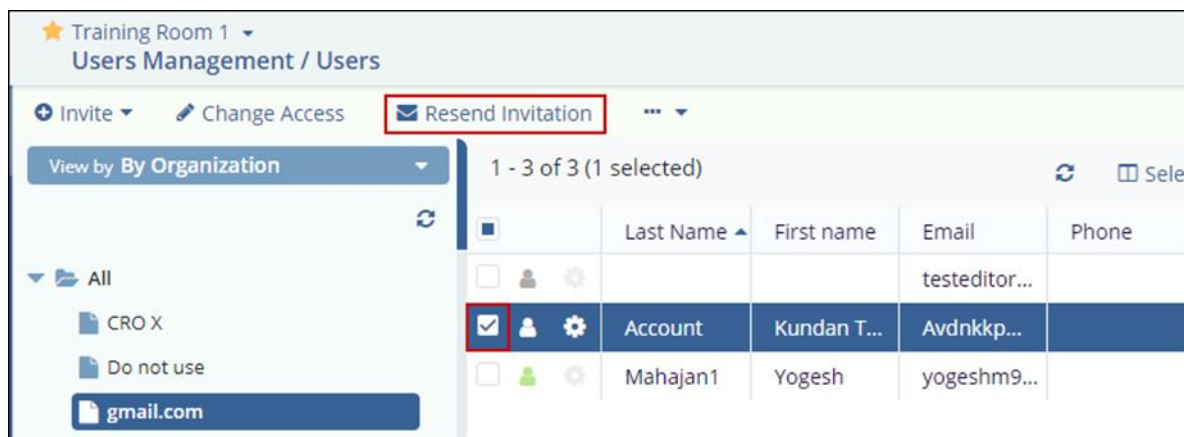 Training Room 1
Users Management / Users
Invite Change Access Resend Invitation ...
View by By Organization
1 - 3 of 3 (1 selected) Sele
Last Name First name Email Phone
All
testeditor...
CRO X
Account Kundan T... Avdnkkp...
Do not use
Mahajan1 Yogesh yogeshm9...
gmail.com